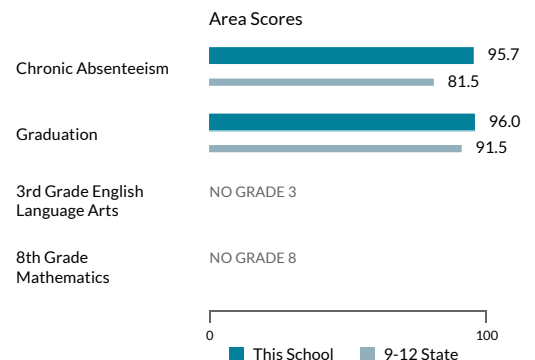 Area Scores
Chronic Absenteeism
95.7
81.5
Graduation
96.0
91.5
3rd Grade English
Language Arts
NO GRADE 3
8th Grade
Mathematics
NO GRADE 8
0 100
This School 9-12 State